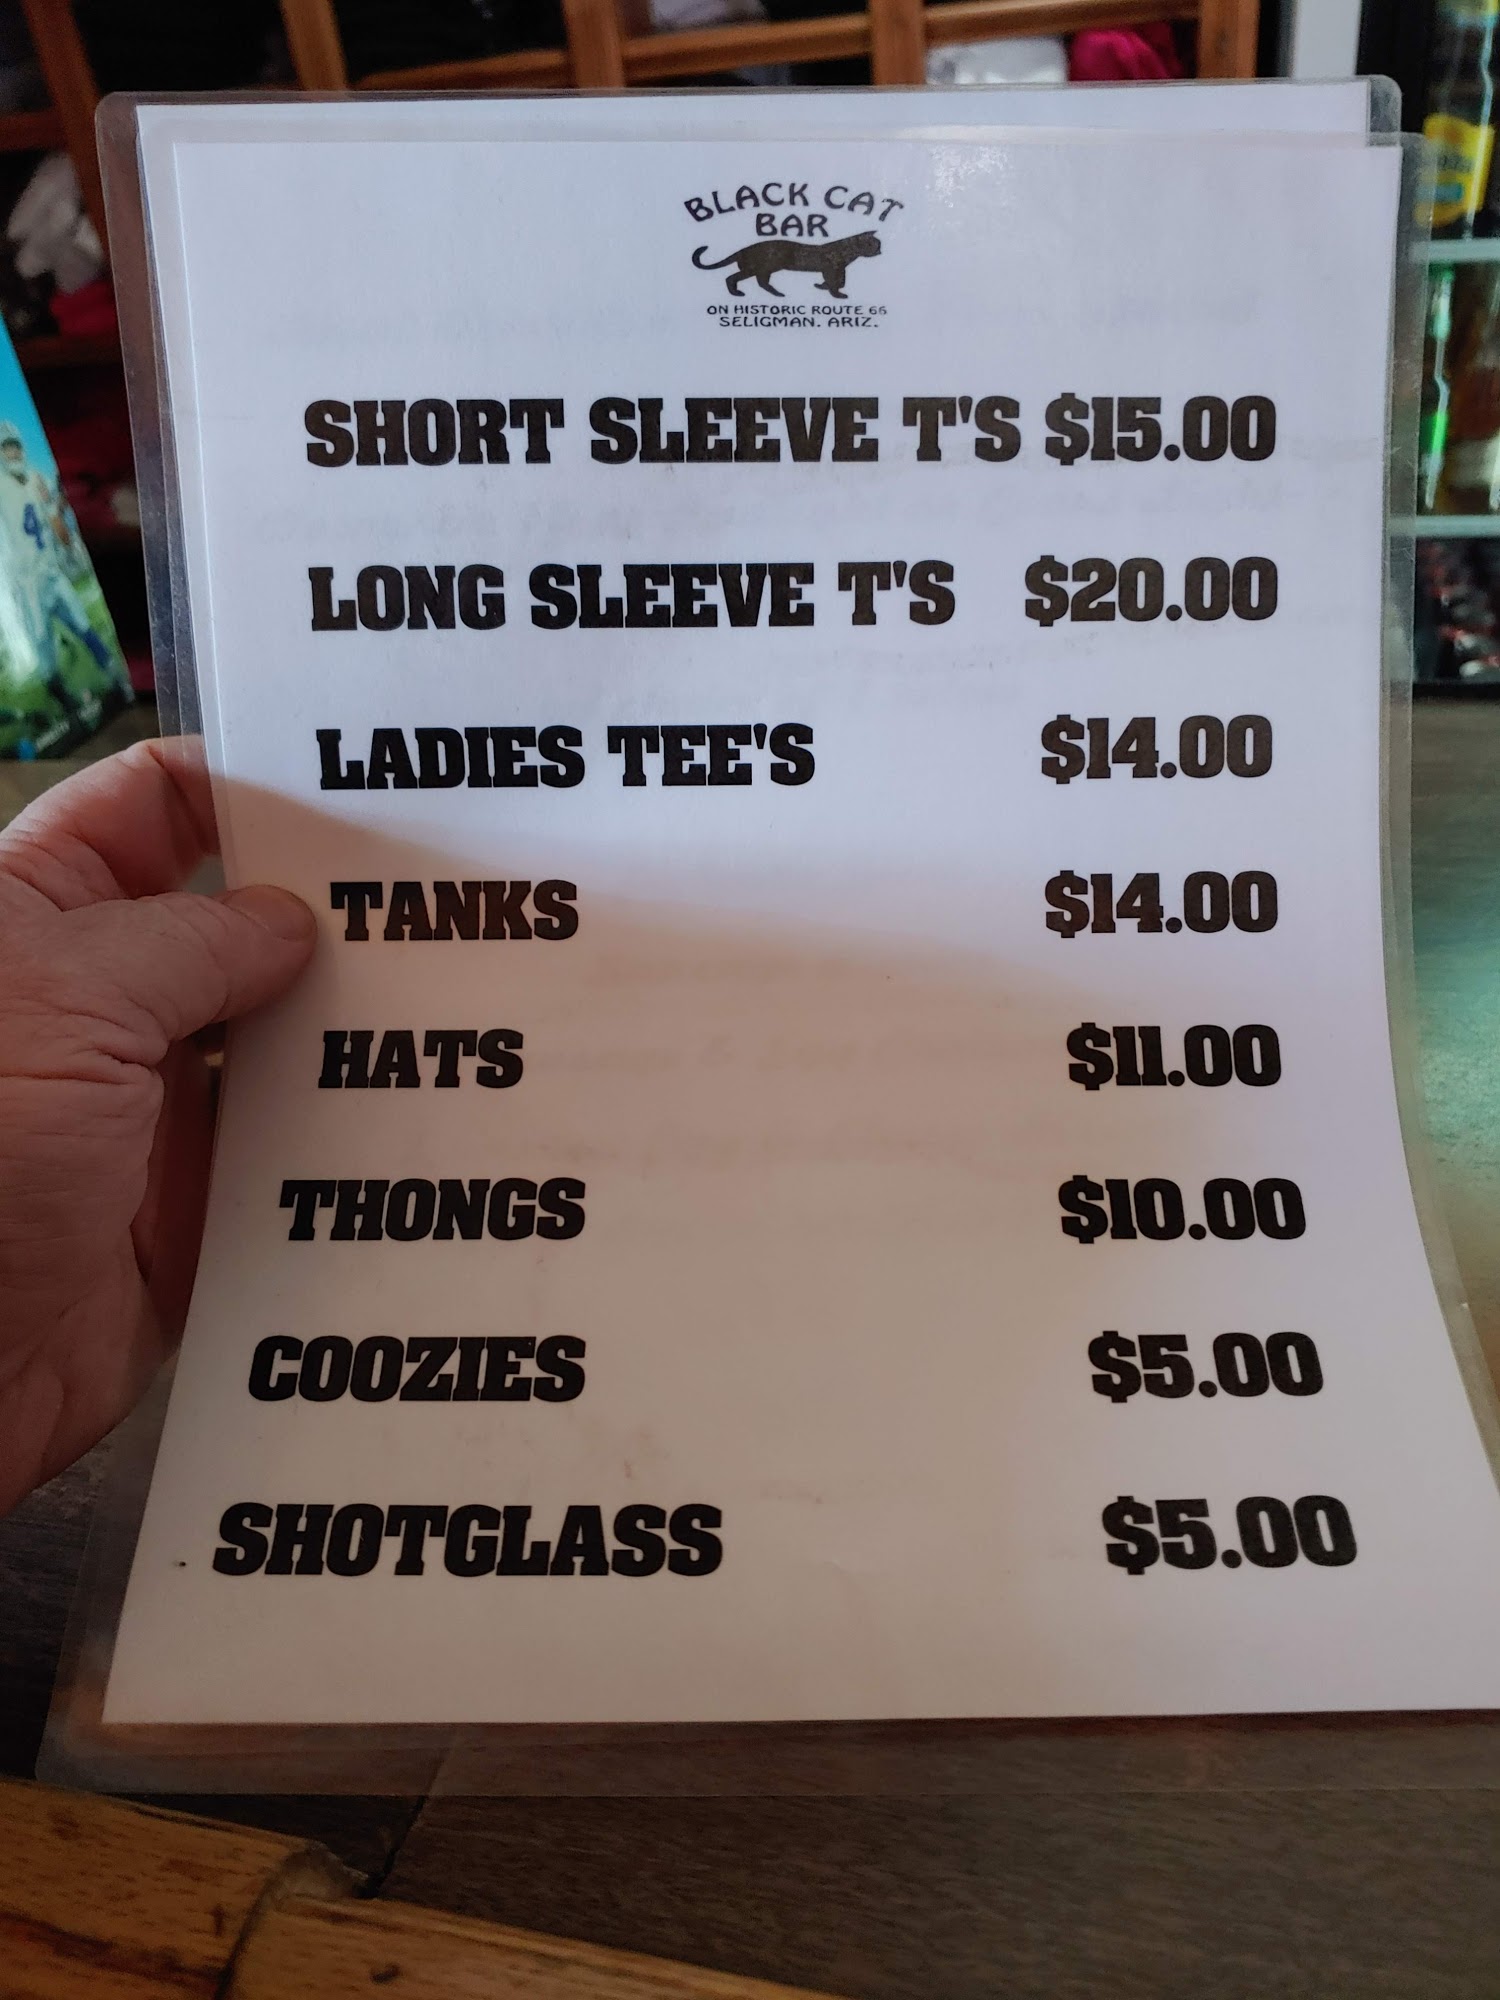 BLACK CAT
BAR
ON HISTORIC ROUTE 66
SELIGMAN. ARIZ.
SHORT SLEEVE T'S $15.00
LONG SLEEVE T'S $20.00
LADIES TEE'S $14.00
TANKS $14.00
HATS $11.00
THONGS $10.00
COOZIES $5.00
SHOTGLASS $5.00
4